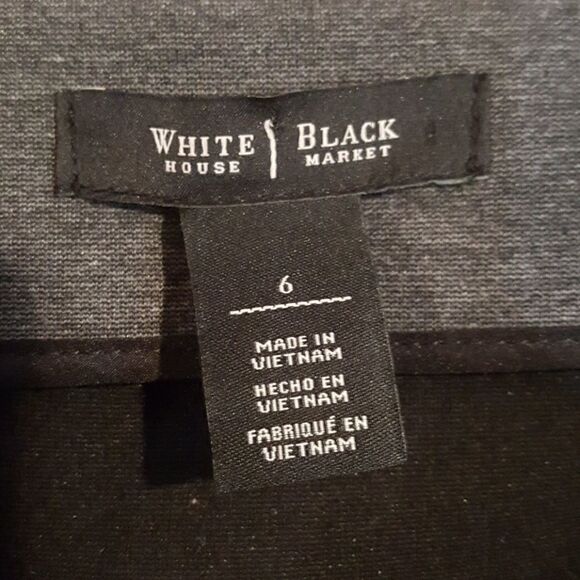 WHITE HOUSE
BLACK MARKET
6
MADE IN
VIETNAM
HECHO EN
VIETNAM
FABRIQUÉ EN
VIETNAM